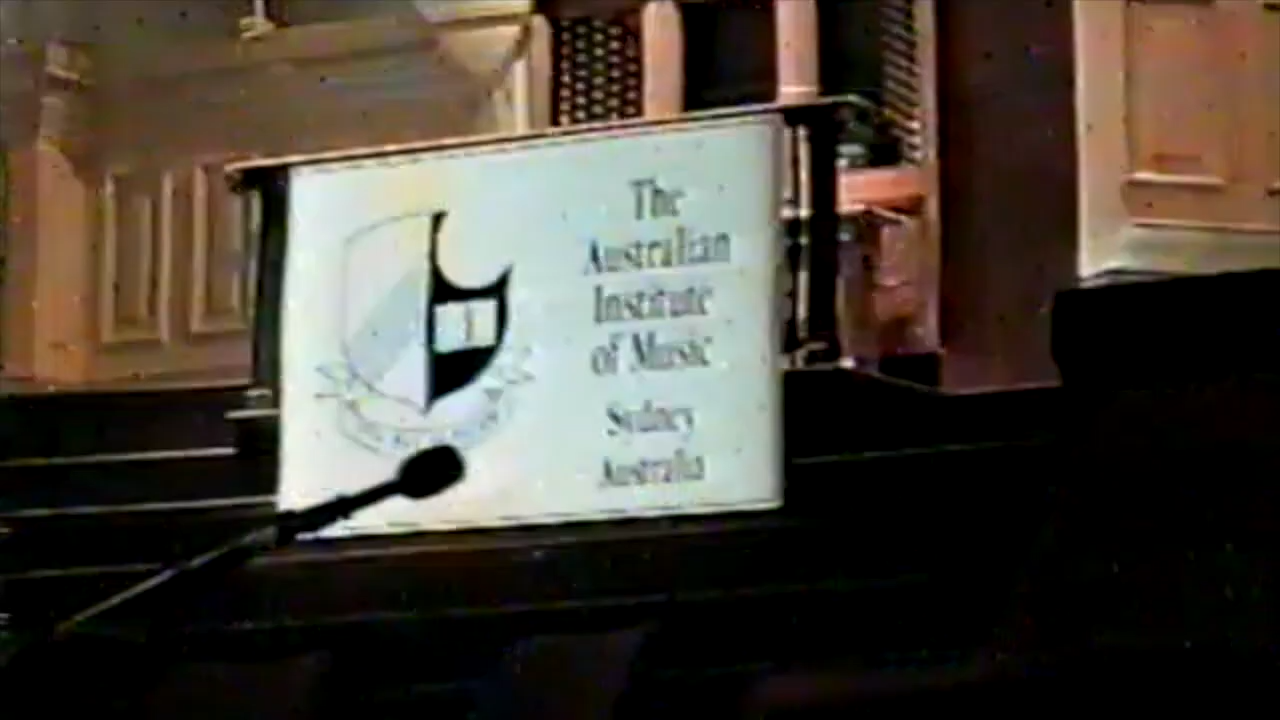 The
Australian
Institute
of Music
Sydney
Australia